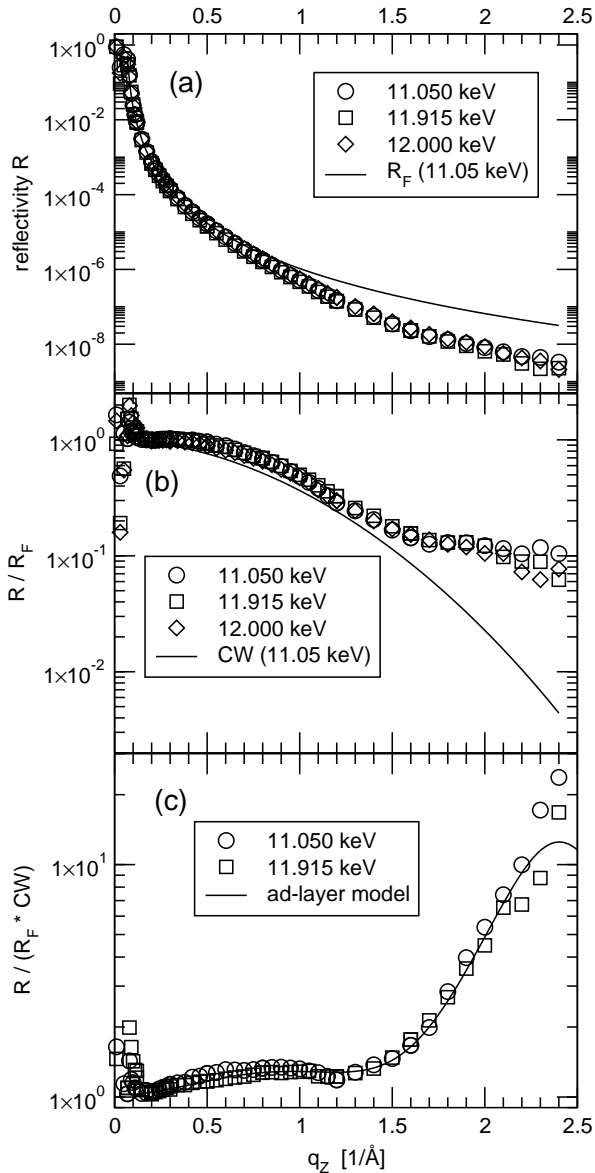 0 0.5 1 1.5 2 2.5
1×10⁰
(a)
11.050 keV
11.915 keV
12.000 keV
R_F (11.05 keV)
1×10⁻²
1×10⁻⁴
1×10⁻⁶
1×10⁻⁸
reflectivity R
1×10⁰
(b)
1×10⁻¹
11.050 keV
11.915 keV
12.000 keV
CW (11.05 keV)
1×10⁻²
R / R_F
(c)
11.050 keV
11.915 keV
ad-layer model
1×10¹
1×10⁰
R / (R_F * CW)
0 0.5 1 1.5 2 2.5
q_Z [1/Å]